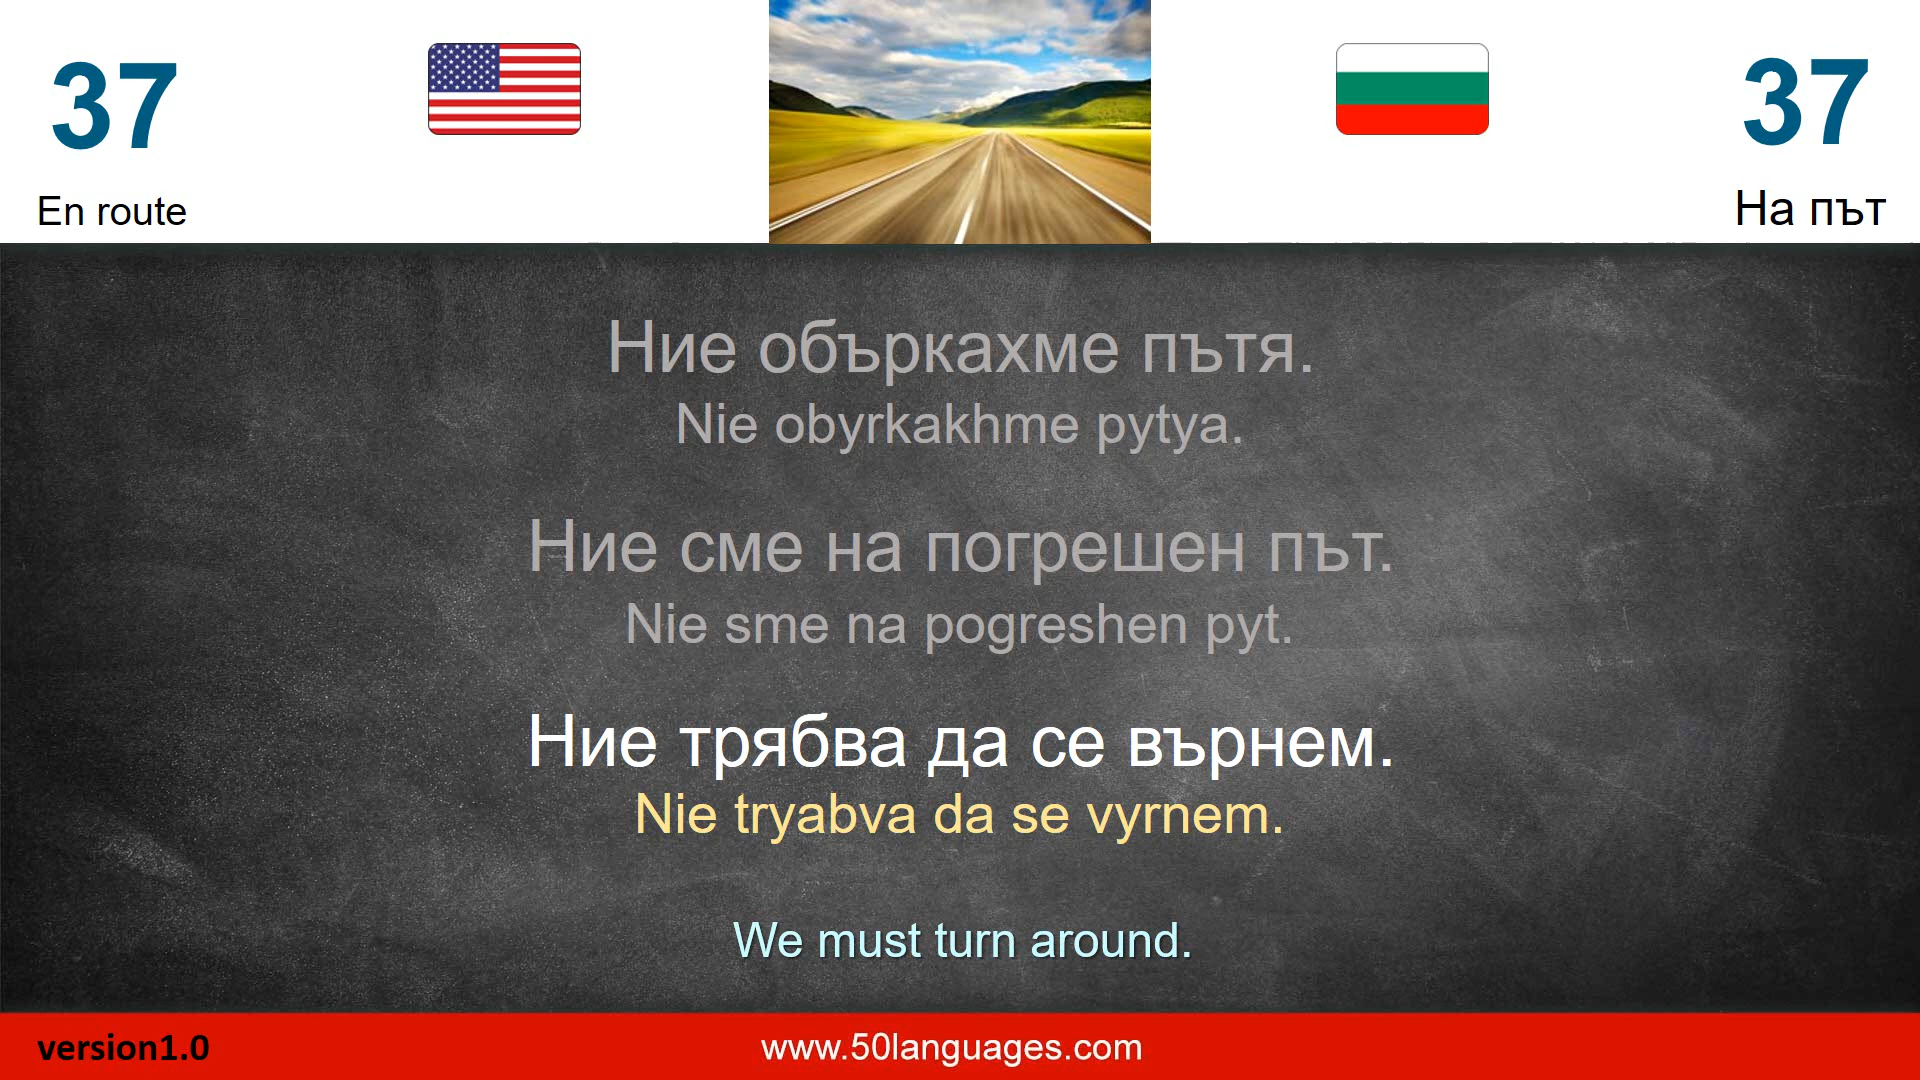 37
37
En route
На път
Ние объркахме пътя.
Nie obyrkakhme pytya.
Ние сме на погрешен път.
Nie sme na pogreshen pyt.
Ние трябва да се върнем.
Nie tryabva da se vyrnem.
We must turn around.
version1.0
www.50languages.com